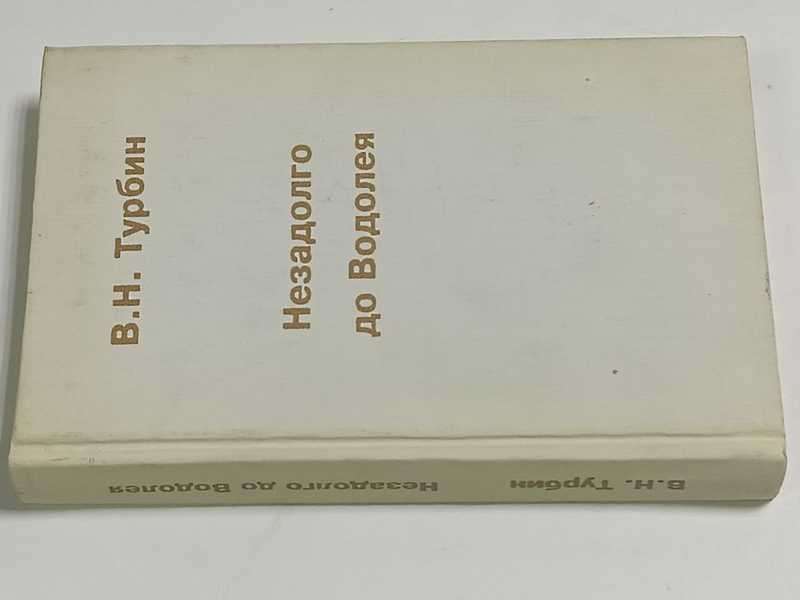 В.Н. Турбин
Незадолго
до Водолея
В.Н. Турбин Незадолго до Водолея